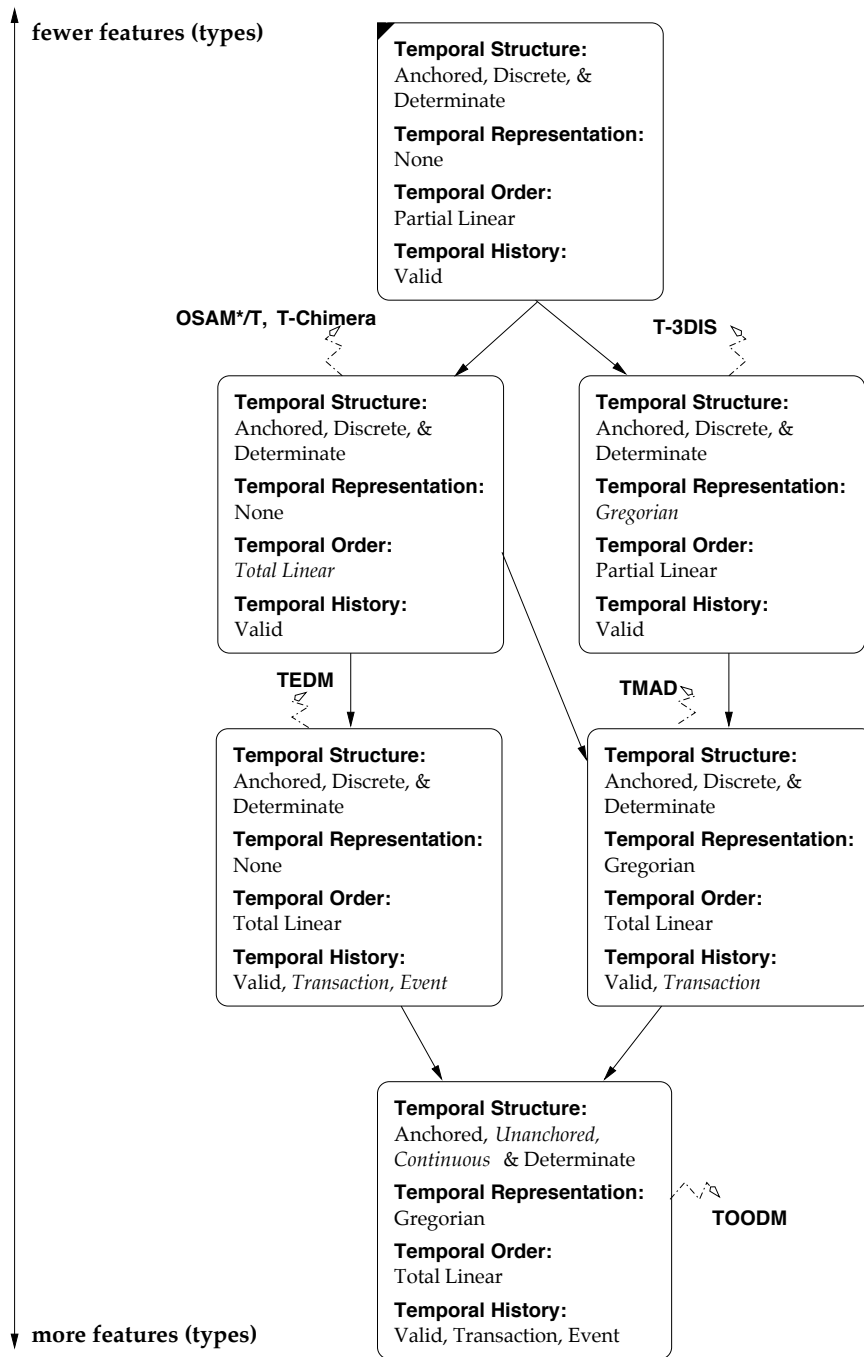 fewer features (types)
Temporal Structure:
Anchored, Discrete, &
Determinate
Temporal Representation:
None
Temporal Order:
Partial Linear
Temporal History:
Valid
OSAM*/T, T-Chimera
T-3DIS
Temporal Structure:
Anchored, Discrete, &
Determinate
Temporal Representation:
None
Temporal Order:
Total Linear
Temporal History:
Valid
Temporal Structure:
Anchored, Discrete, &
Determinate
Temporal Representation:
Gregorian
Temporal Order:
Partial Linear
Temporal History:
Valid
TEDM
TMAD
Temporal Structure:
Anchored, Discrete, &
Determinate
Temporal Representation:
None
Temporal Order:
Total Linear
Temporal History:
Valid, Transaction, Event
Temporal Structure:
Anchored, Discrete, &
Determinate
Temporal Representation:
Gregorian
Temporal Order:
Total Linear
Temporal History:
Valid, Transaction
Temporal Structure:
Anchored, Unanchored,
Continuous & Determinate
Temporal Representation:
Gregorian
Temporal Order:
Total Linear
Temporal History:
Valid, Transaction, Event
TOODM
more features (types)